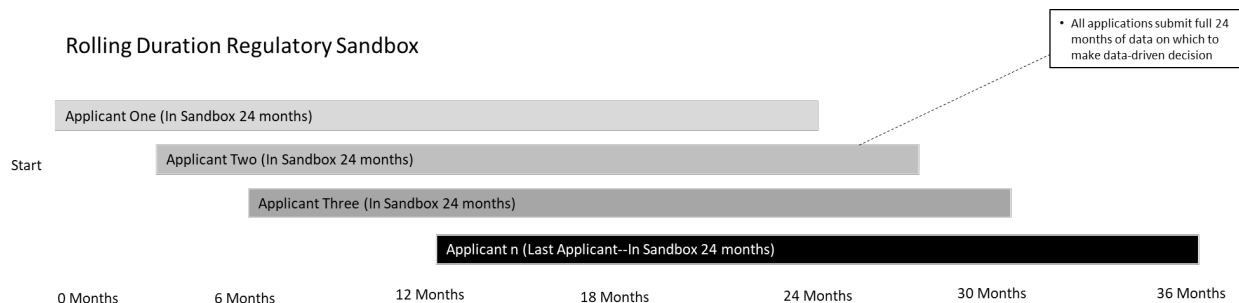 Rolling Duration Regulatory Sandbox
• All applications submit full 24
months of data on which to
make data-driven decision
Applicant One (In Sandbox 24 months)
Start
Applicant Two (In Sandbox 24 months)
Applicant Three (In Sandbox 24 months)
Applicant n (Last Applicant--In Sandbox 24 months)
0 Months
6 Months
12 Months
18 Months
24 Months
30 Months
36 Months